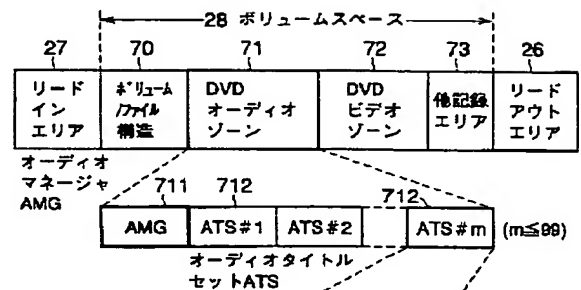 28 ボリュームスペース
27 70 71 72 73 26
リード
イン
エリア
ボリューム
/ファイル
構造
DVD
オーディオ
ゾーン
DVD
ビデオ
ゾーン
他記録
エリア
リード
アウト
エリア
オーディオ
マネージャ
AMG
711 712 712
AMG ATS#1 ATS#2 ATS#m (m≦99)
オーディオタイトル
セットATS